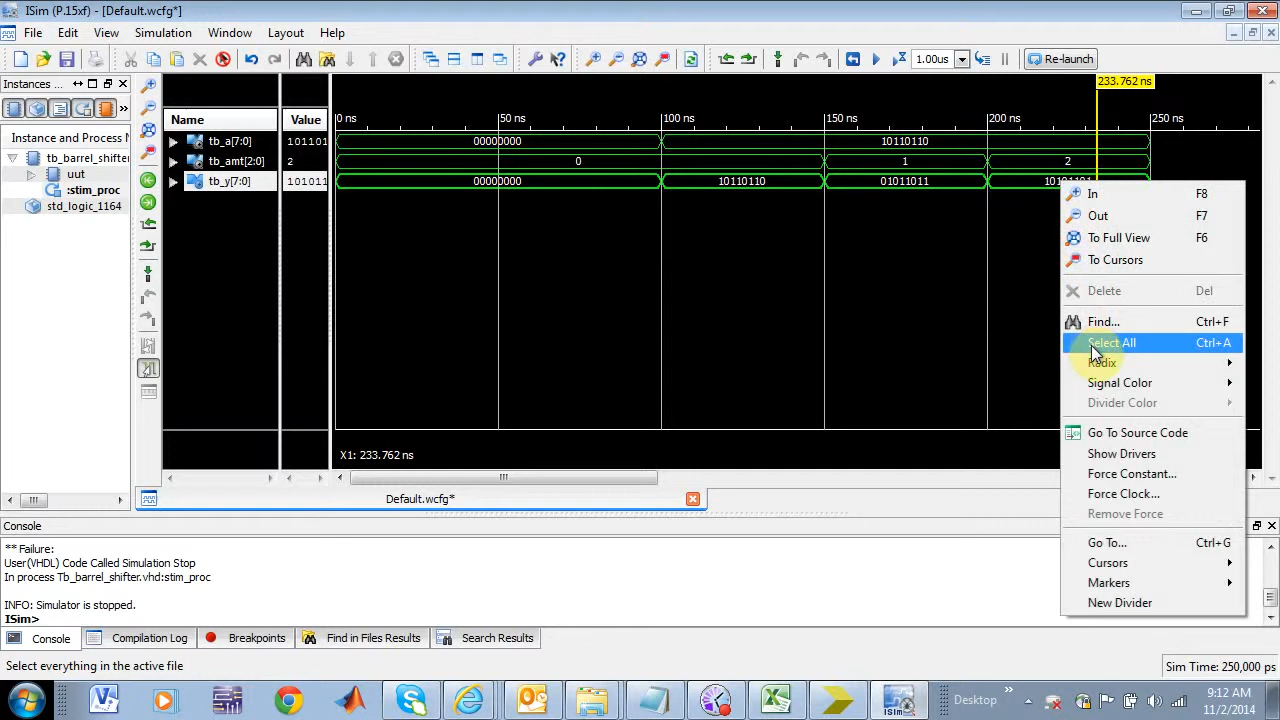 ISim (P.15xf) - [Default.wcfg*]
File Edit View Simulation Window Layout Help
1.00us Re-launch
Instances ... Name Value 233.762 ns
0 ns 50 ns 100 ns 150 ns 200 ns 250 ns
Instance and Process N
tb_barrel_shifter
uut
:stim_proc
std_logic_1164
tb_a[7:0] 101101 00000000 10110110
tb_amt[2:0] 2 0 1 2
tb_y[7:0] 101011 00000000 10110110 01011011
In F8
Out F7
To Full View F6
To Cursors
Delete Del
Find... Ctrl+F
Select All Ctrl+A
Radix
Signal Color
Divider Color
Go To Source Code
Show Drivers
Force Constant...
Force Clock...
Remove Force
Go To... Ctrl+G
Cursors
Markers
New Divider
X1: 233.762 ns
Default.wcfg*
Console
** Failure:
User(VHDL) Code Called Simulation Stop
In process Tb_barrel_shifter.vhd:stim_proc
INFO: Simulator is stopped.
ISim>
Console Compilation Log Breakpoints Find in Files Results Search Results
Select everything in the active file Sim Time: 250,000 ps
Desktop » 9:12 AM
11/2/2014